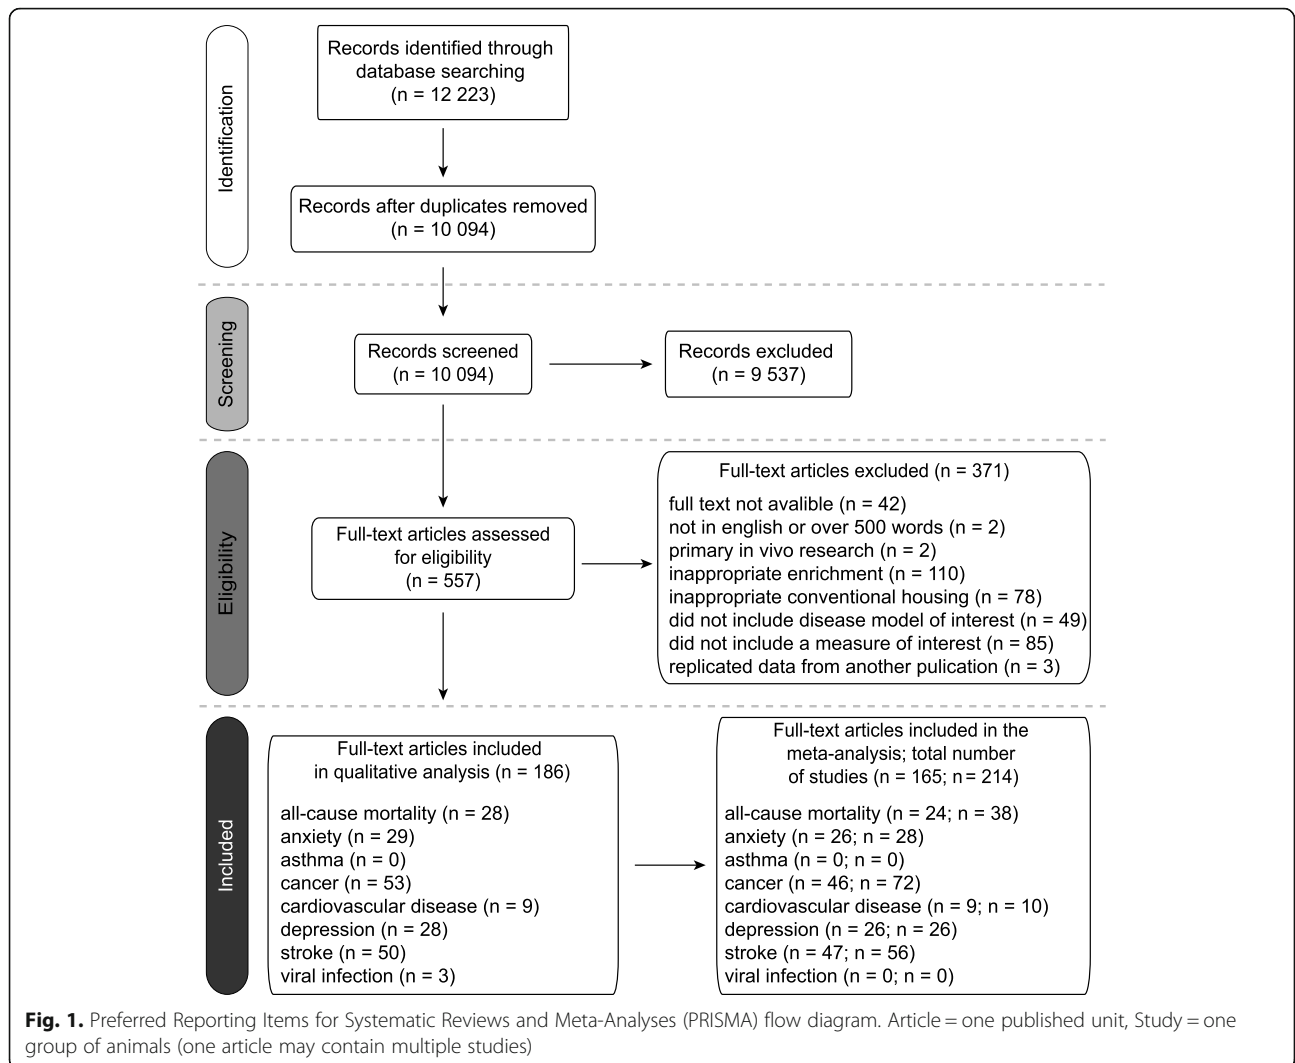 Identification
Records identified through
database searching
(n = 12 223)
Records after duplicates removed
(n = 10 094)
Screening
Records screened
(n = 10 094)
Records excluded
(n = 9 537)
Eligibility
Full-text articles assessed
for eligibility
(n = 557)
Full-text articles excluded (n = 371)
full text not avalible (n = 42)
not in english or over 500 words (n = 2)
primary in vivo research (n = 2)
inappropriate enrichment (n = 110)
inappropriate conventional housing (n = 78)
did not include disease model of interest (n = 49)
did not include a measure of interest (n = 85)
replicated data from another pulication (n = 3)
Included
Full-text articles included
in qualitative analysis (n = 186)
all-cause mortality (n = 28)
anxiety (n = 29)
asthma (n = 0)
cancer (n = 53)
cardiovascular disease (n = 9)
depression (n = 28)
stroke (n = 50)
viral infection (n = 3)
Full-text articles included in the
meta-analysis; total number
of studies (n = 165; n = 214)
all-cause mortality (n = 24; n = 38)
anxiety (n = 26; n = 28)
asthma (n = 0; n = 0)
cancer (n = 46; n = 72)
cardiovascular disease (n = 9; n = 10)
depression (n = 26; n = 26)
stroke (n = 47; n = 56)
viral infection (n = 0; n = 0)
Fig. 1. Preferred Reporting Items for Systematic Reviews and Meta-Analyses (PRISMA) flow diagram. Article = one published unit, Study = one
group of animals (one article may contain multiple studies)